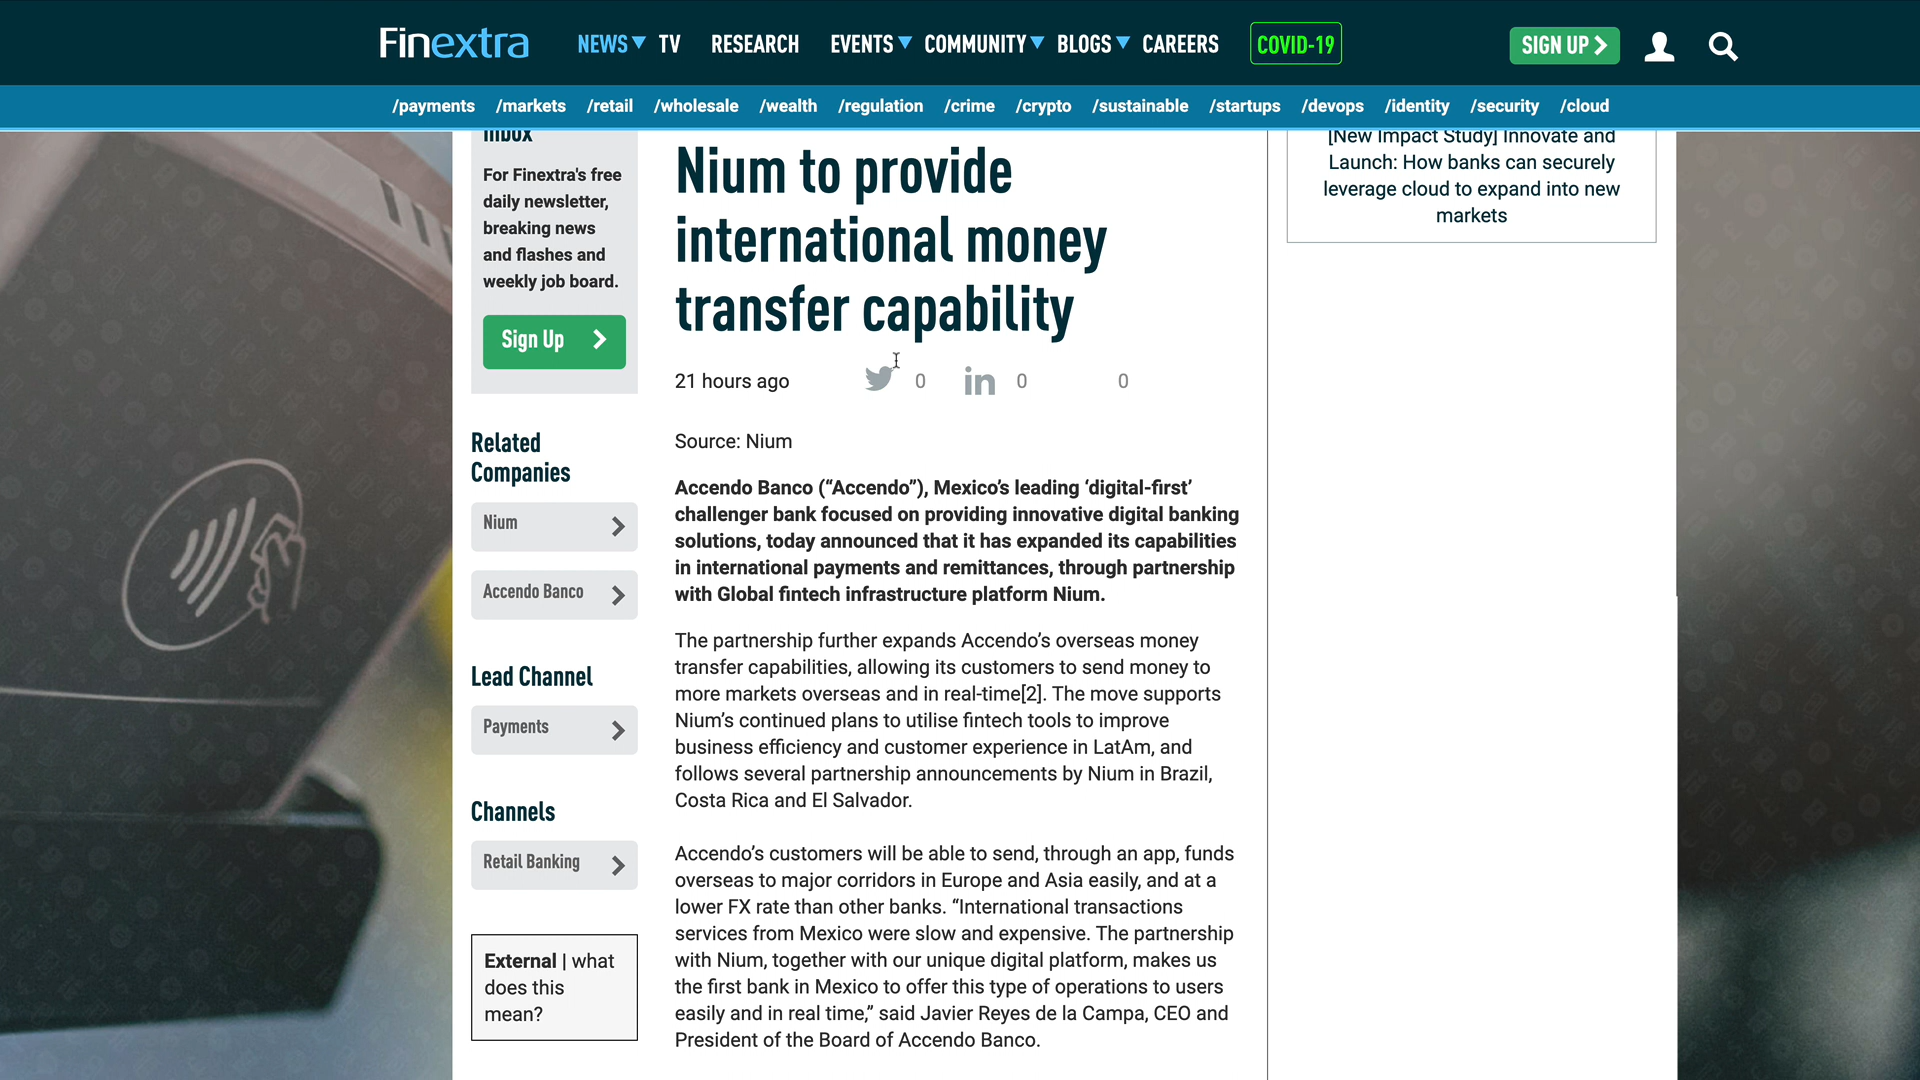 Finextra
NEWS TV RESEARCH EVENTS COMMUNITY BLOGS CAREERS COVID-19 SIGN UP
/payments /markets /retail /wholesale /wealth /regulation /crime /crypto /sustainable /startups /devops /identity /security /cloud
inbox
For Finextra's free
daily newsletter,
breaking news
and flashes and
weekly job board.
Sign Up
Related
Companies
Nium
Accendo Banco
Lead Channel
Payments
Channels
Retail Banking
External | what
does this
mean?
Nium to provide
international money
transfer capability
21 hours ago 0 in 0 0
Source: Nium
Accendo Banco (“Accendo”), Mexico’s leading ‘digital-first’
challenger bank focused on providing innovative digital banking
solutions, today announced that it has expanded its capabilities
in international payments and remittances, through partnership
with Global fintech infrastructure platform Nium.
The partnership further expands Accendo’s overseas money
transfer capabilities, allowing its customers to send money to
more markets overseas and in real-time[2]. The move supports
Nium’s continued plans to utilise fintech tools to improve
business efficiency and customer experience in LatAm, and
follows several partnership announcements by Nium in Brazil,
Costa Rica and El Salvador.
Accendo’s customers will be able to send, through an app, funds
overseas to major corridors in Europe and Asia easily, and at a
lower FX rate than other banks. “International transactions
services from Mexico were slow and expensive. The partnership
with Nium, together with our unique digital platform, makes us
the first bank in Mexico to offer this type of operations to users
easily and in real time,” said Javier Reyes de la Campa, CEO and
President of the Board of Accendo Banco.
[New Impact Study] Innovate and
Launch: How banks can securely
leverage cloud to expand into new
markets